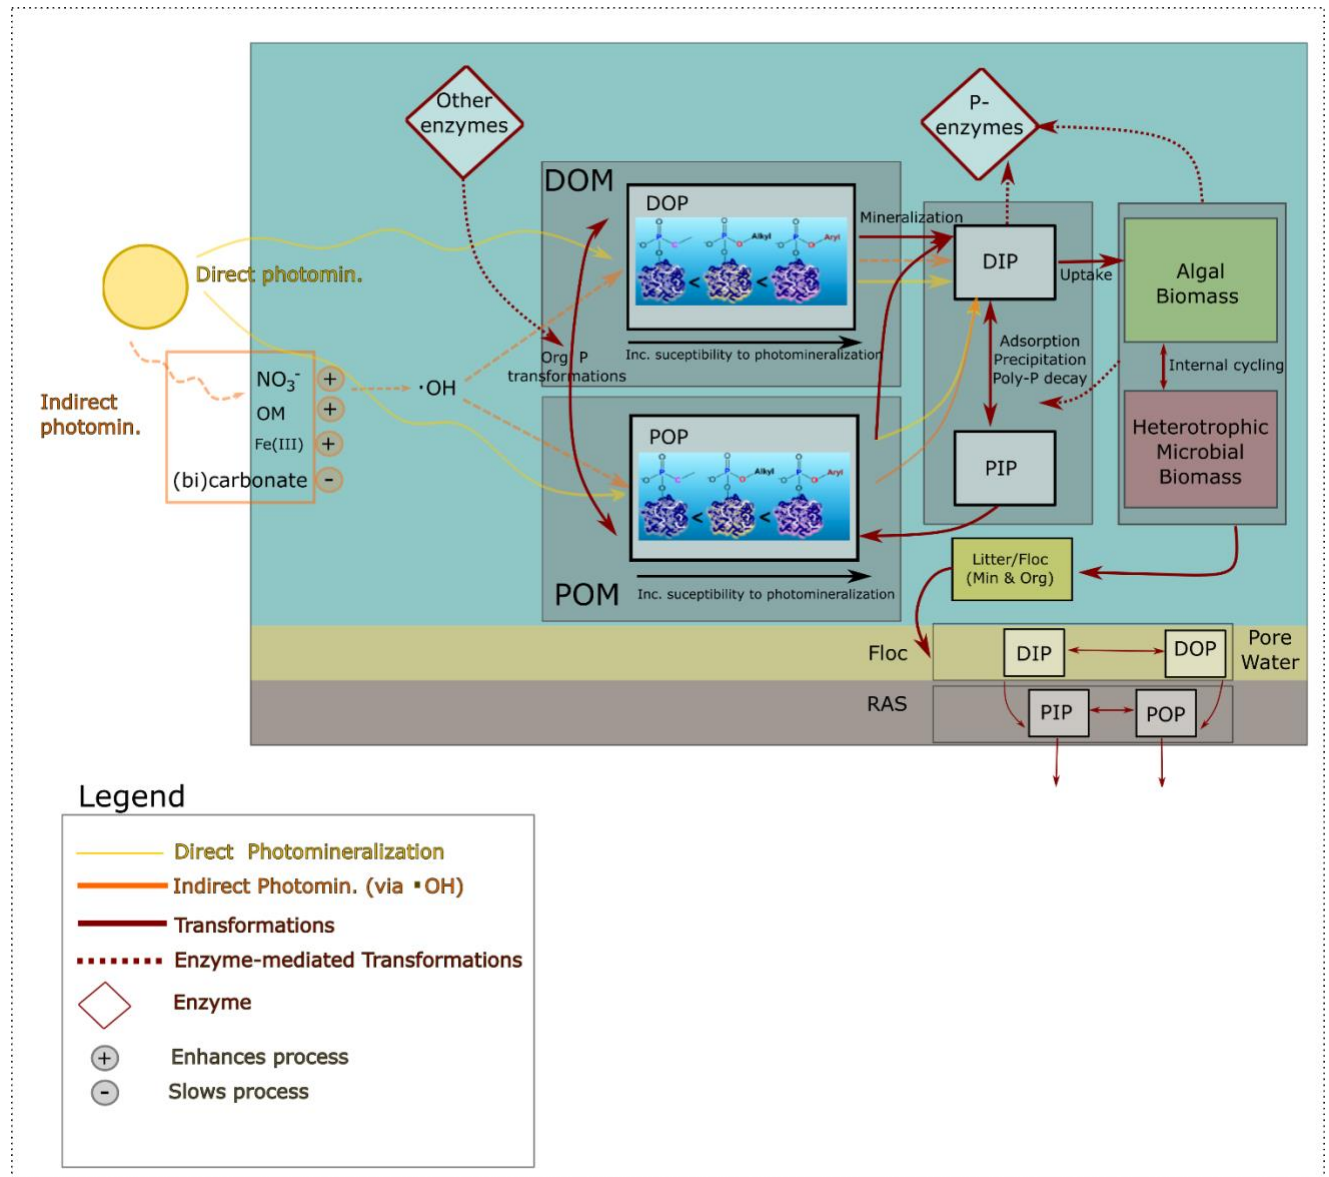 Other
enzymes
P-
enzymes
DOM
DOP
Alkyl
Aryl
< <
Inc. suceptibility to photomineralization
Mineralization
DIP
Uptake
Algal
Biomass
Direct photomin.
Org P
transformations
Adsorption
Precipitation
Poly-P decay
Internal cycling
Indirect
photomin.
NO3-
+
OM
+
Fe(III)
+
(bi)carbonate
-
·OH
POP
Alkyl
Aryl
< <
PIP
Heterotrophic
Microbial
Biomass
POM
Inc. suceptibility to photomineralization
Litter/Floc
(Min & Org)
Floc
DIP
DOP
Pore
Water
RAS
PIP
POP
Legend
Direct Photomineralization
Indirect Photomin. (via ·OH)
Transformations
Enzyme-mediated Transformations
Enzyme
+ Enhances process
- Slows process